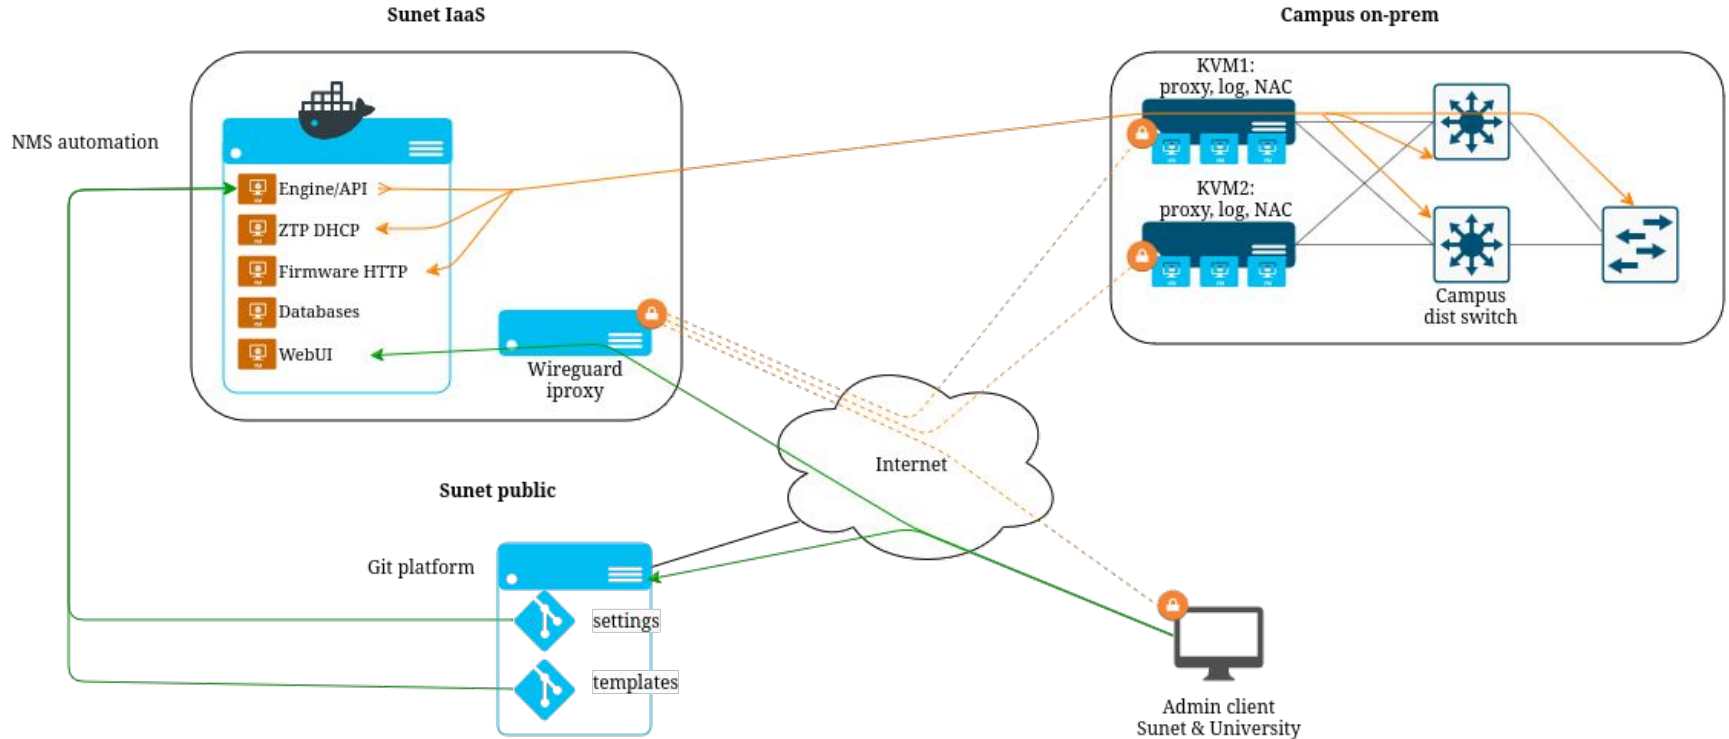 Sunet IaaS
Campus on-prem
NMS automation
Engine/API
ZTP DHCP
Firmware HTTP
Databases
WebUI
Wireguard
iproxy
KVM1:
proxy, log, NAC
KVM2:
proxy, log, NAC
Campus
dist switch
Internet
Sunet public
Git platform
settings
templates
Admin client
Sunet & University